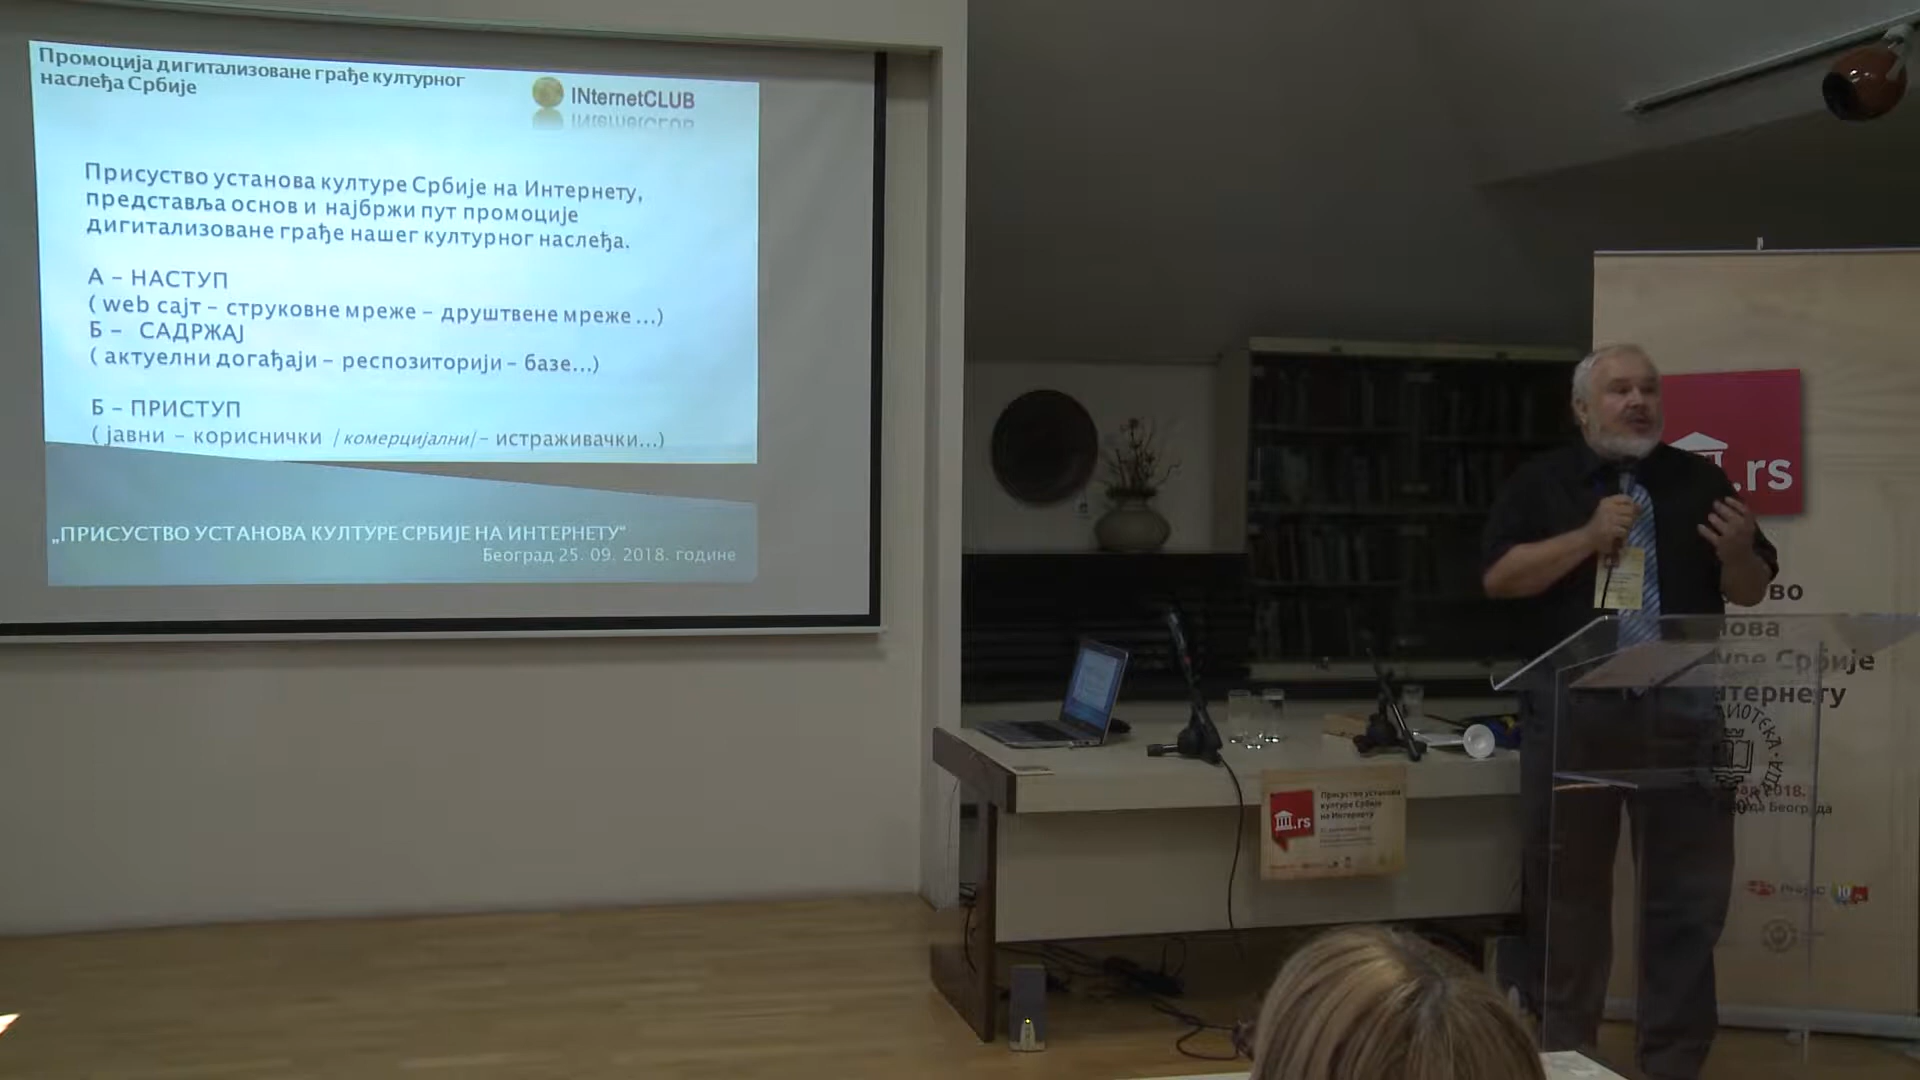 Промоција дигитализоване грађе културног
наслеђа Србије
INternetCLUB
Присуство установа културе Србије на Интернету,
представља основ и најбржи пут промоције
дигитализоване грађе нашег културног наслеђа.
А – НАСТУП
( web сајт – струковне мреже – друштвене мреже ...)
Б – САДРЖАЈ
( актуелни догађаји – респозиторији – базе...)
Б – ПРИСТУП
( јавни – кориснички /комерцијални/– истраживачки...)
„ПРИСУСТВО УСТАНОВА КУЛТУРЕ СРБИЈЕ НА ИНТЕРНЕТУ“
Београд 25. 09. 2018. године
.rs
Србије
2018.
Присуство установа
културе Србије
на Интернету
.rs